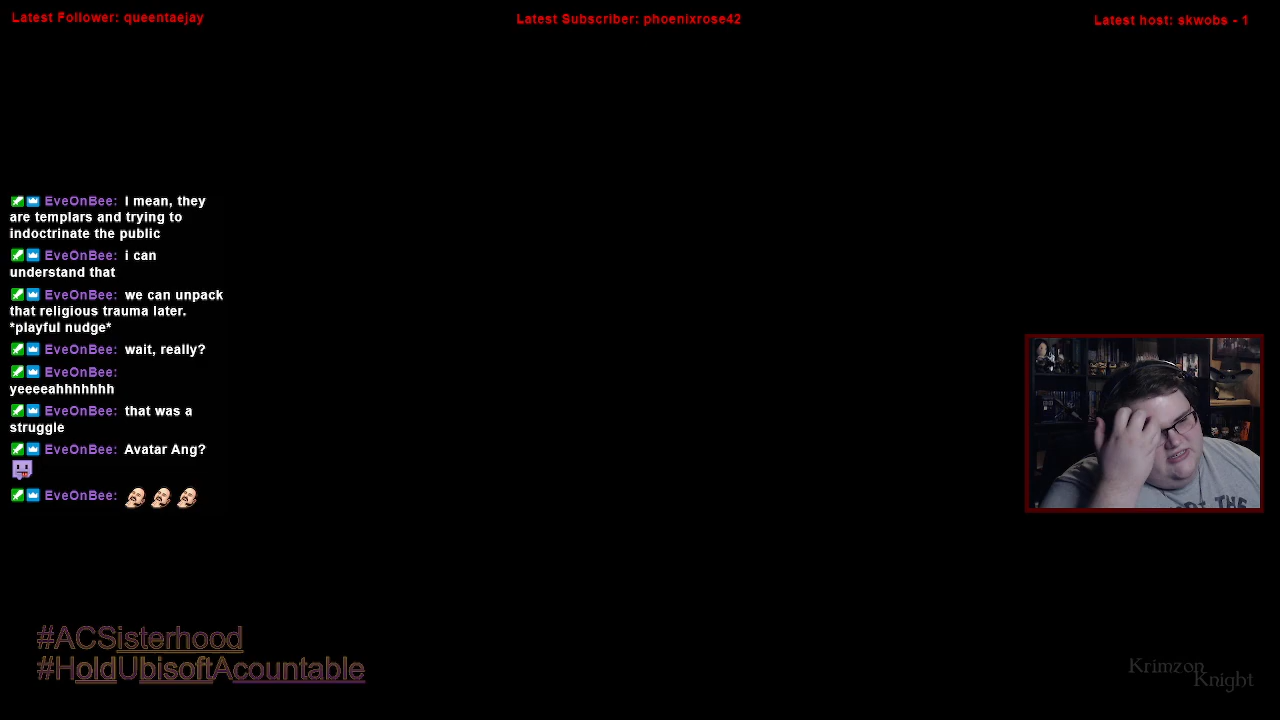 Latest Follower: queentaejay
Latest Subscriber: phoenixrose42
Latest host: skwobs - 1
EveOnBee: I mean, they
are templars and trying to
indoctrinate the public
EveOnBee: i can
understand that
EveOnBee: we can unpack
that religious trauma later.
*playful nudge*
EveOnBee: wait, really?
EveOnBee:
yeeeeahhhhhhh
EveOnBee: that was a
struggle
EveOnBee: Avatar Ang?
EveOnBee:
#ACSisterhood
#HoldUbisoftAcountable
Krimzon
Knight